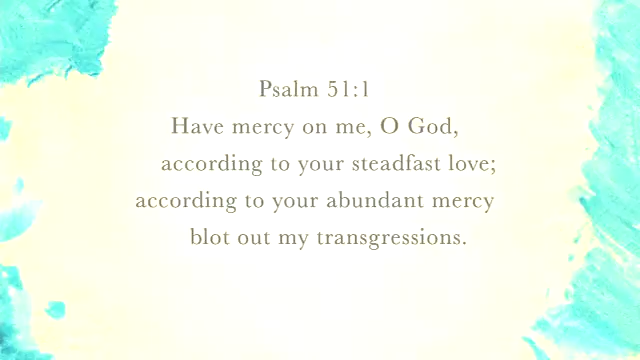 Psalm 51:1
Have mercy on me, O God,
according to your steadfast love;
according to your abundant mercy
blot out my transgressions.